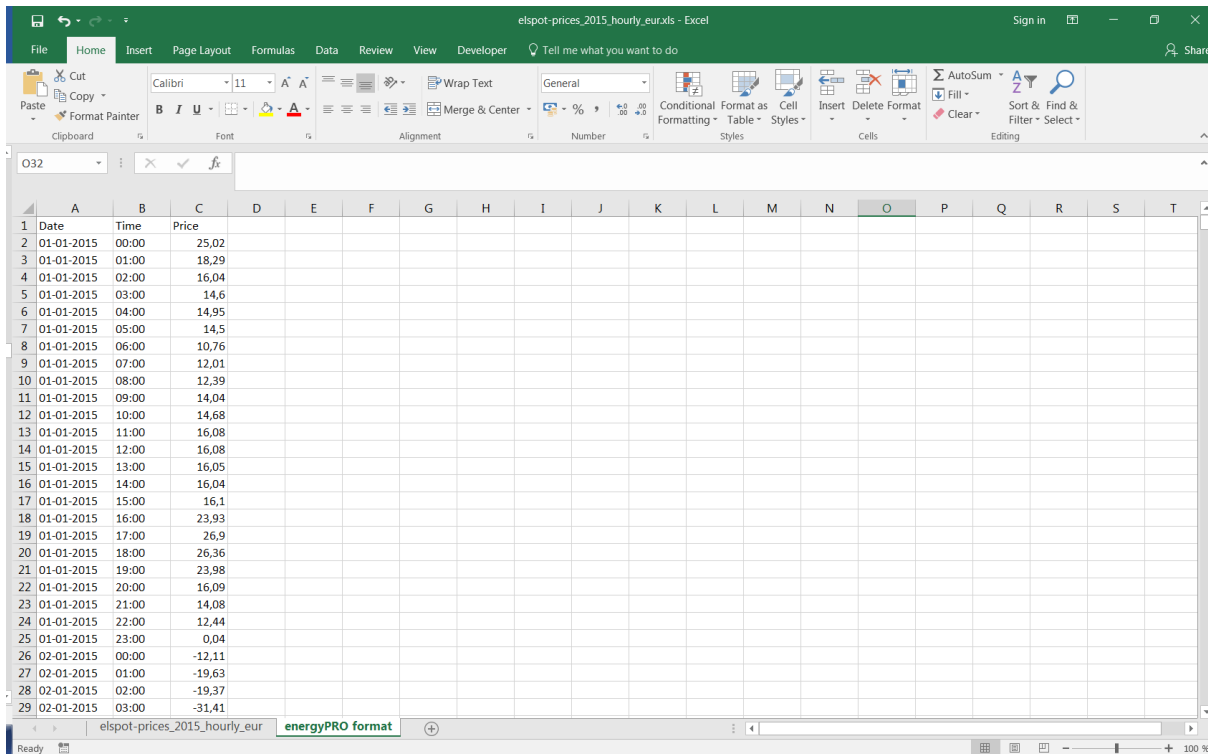 elspot-prices_2015_hourly_eur.xls - Excel
Sign in
File Home Insert Page Layout Formulas Data Review View Developer Tell me what you want to do
Share
Paste
Cut
Copy
Format Painter
Clipboard
Calibri 11
B I U
Font
Wrap Text
Merge & Center
Alignment
General
% ,
Number
Conditional Formatting
Format as Table
Cell Styles
Styles
Insert Delete Format
Cells
AutoSum
Fill
Clear
Sort & Filter
Find & Select
Editing
O32 fx
A B C D E F G H I J K L M N O P Q R S T
1 Date Time Price
2 01-01-2015 00:00 25,02
3 01-01-2015 01:00 18,29
4 01-01-2015 02:00 16,04
5 01-01-2015 03:00 14,6
6 01-01-2015 04:00 14,95
7 01-01-2015 05:00 14,5
8 01-01-2015 06:00 10,76
9 01-01-2015 07:00 12,01
10 01-01-2015 08:00 12,39
11 01-01-2015 09:00 14,04
12 01-01-2015 10:00 14,68
13 01-01-2015 11:00 16,08
14 01-01-2015 12:00 16,08
15 01-01-2015 13:00 16,05
16 01-01-2015 14:00 16,04
17 01-01-2015 15:00 16,1
18 01-01-2015 16:00 23,93
19 01-01-2015 17:00 26,9
20 01-01-2015 18:00 26,36
21 01-01-2015 19:00 23,98
22 01-01-2015 20:00 16,09
23 01-01-2015 21:00 14,08
24 01-01-2015 22:00 12,44
25 01-01-2015 23:00 0,04
26 02-01-2015 00:00 -12,11
27 02-01-2015 01:00 -19,63
28 02-01-2015 02:00 -19,37
29 02-01-2015 03:00 -31,41
elspot-prices_2015_hourly_eur energyPRO format
Ready
100 %